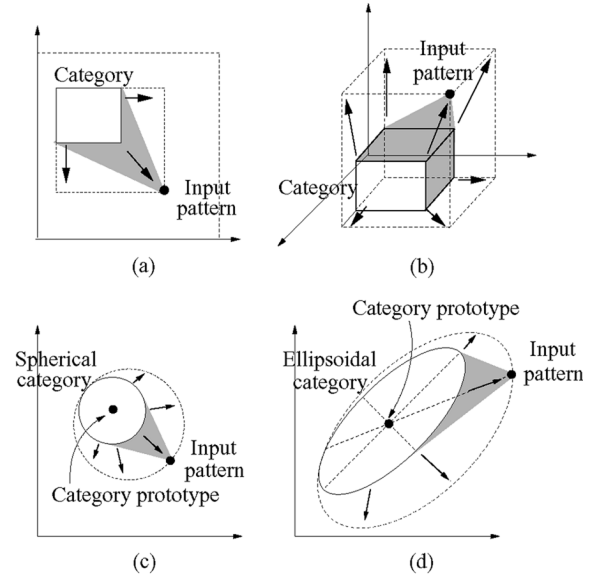 Category
Input
pattern
(a)
Input
pattern
Category
(b)
Spherical
category
Input
pattern
Category prototype
(c)
Category prototype
Ellipsoidal
category
Input
pattern
(d)